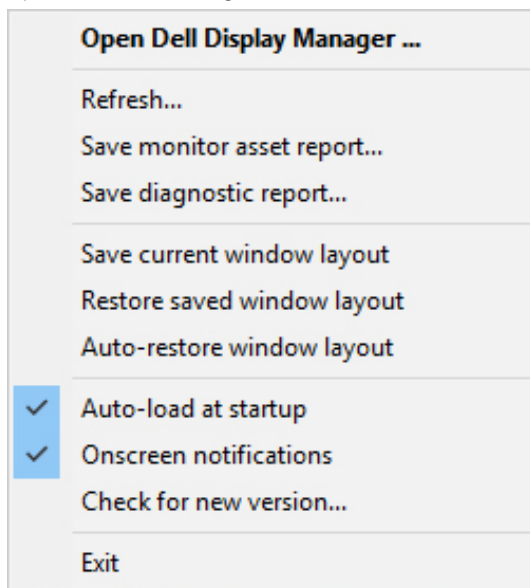 Open Dell Display Manager ...
Refresh...
Save monitor asset report...
Save diagnostic report...
Save current window layout
Restore saved window layout
Auto-restore window layout
Auto-load at startup
Onscreen notifications
Check for new version...
Exit